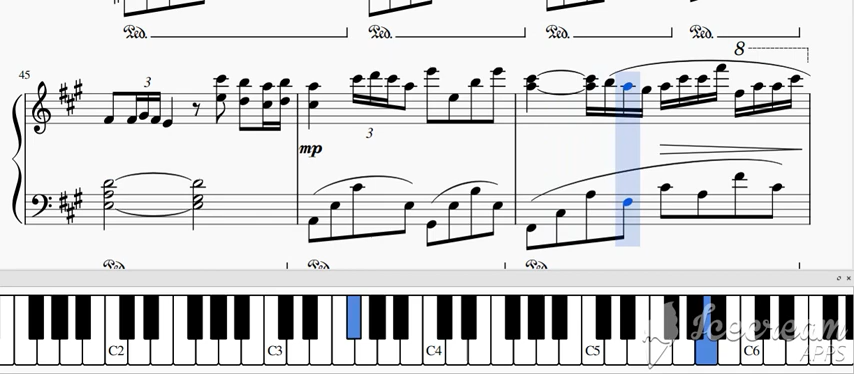 Ped. Ped. Ped. Ped.
8
45 3
mp 3
Ped. Ped. Ped.
C2 C3 C4 C5 C6
Icecream
APPS